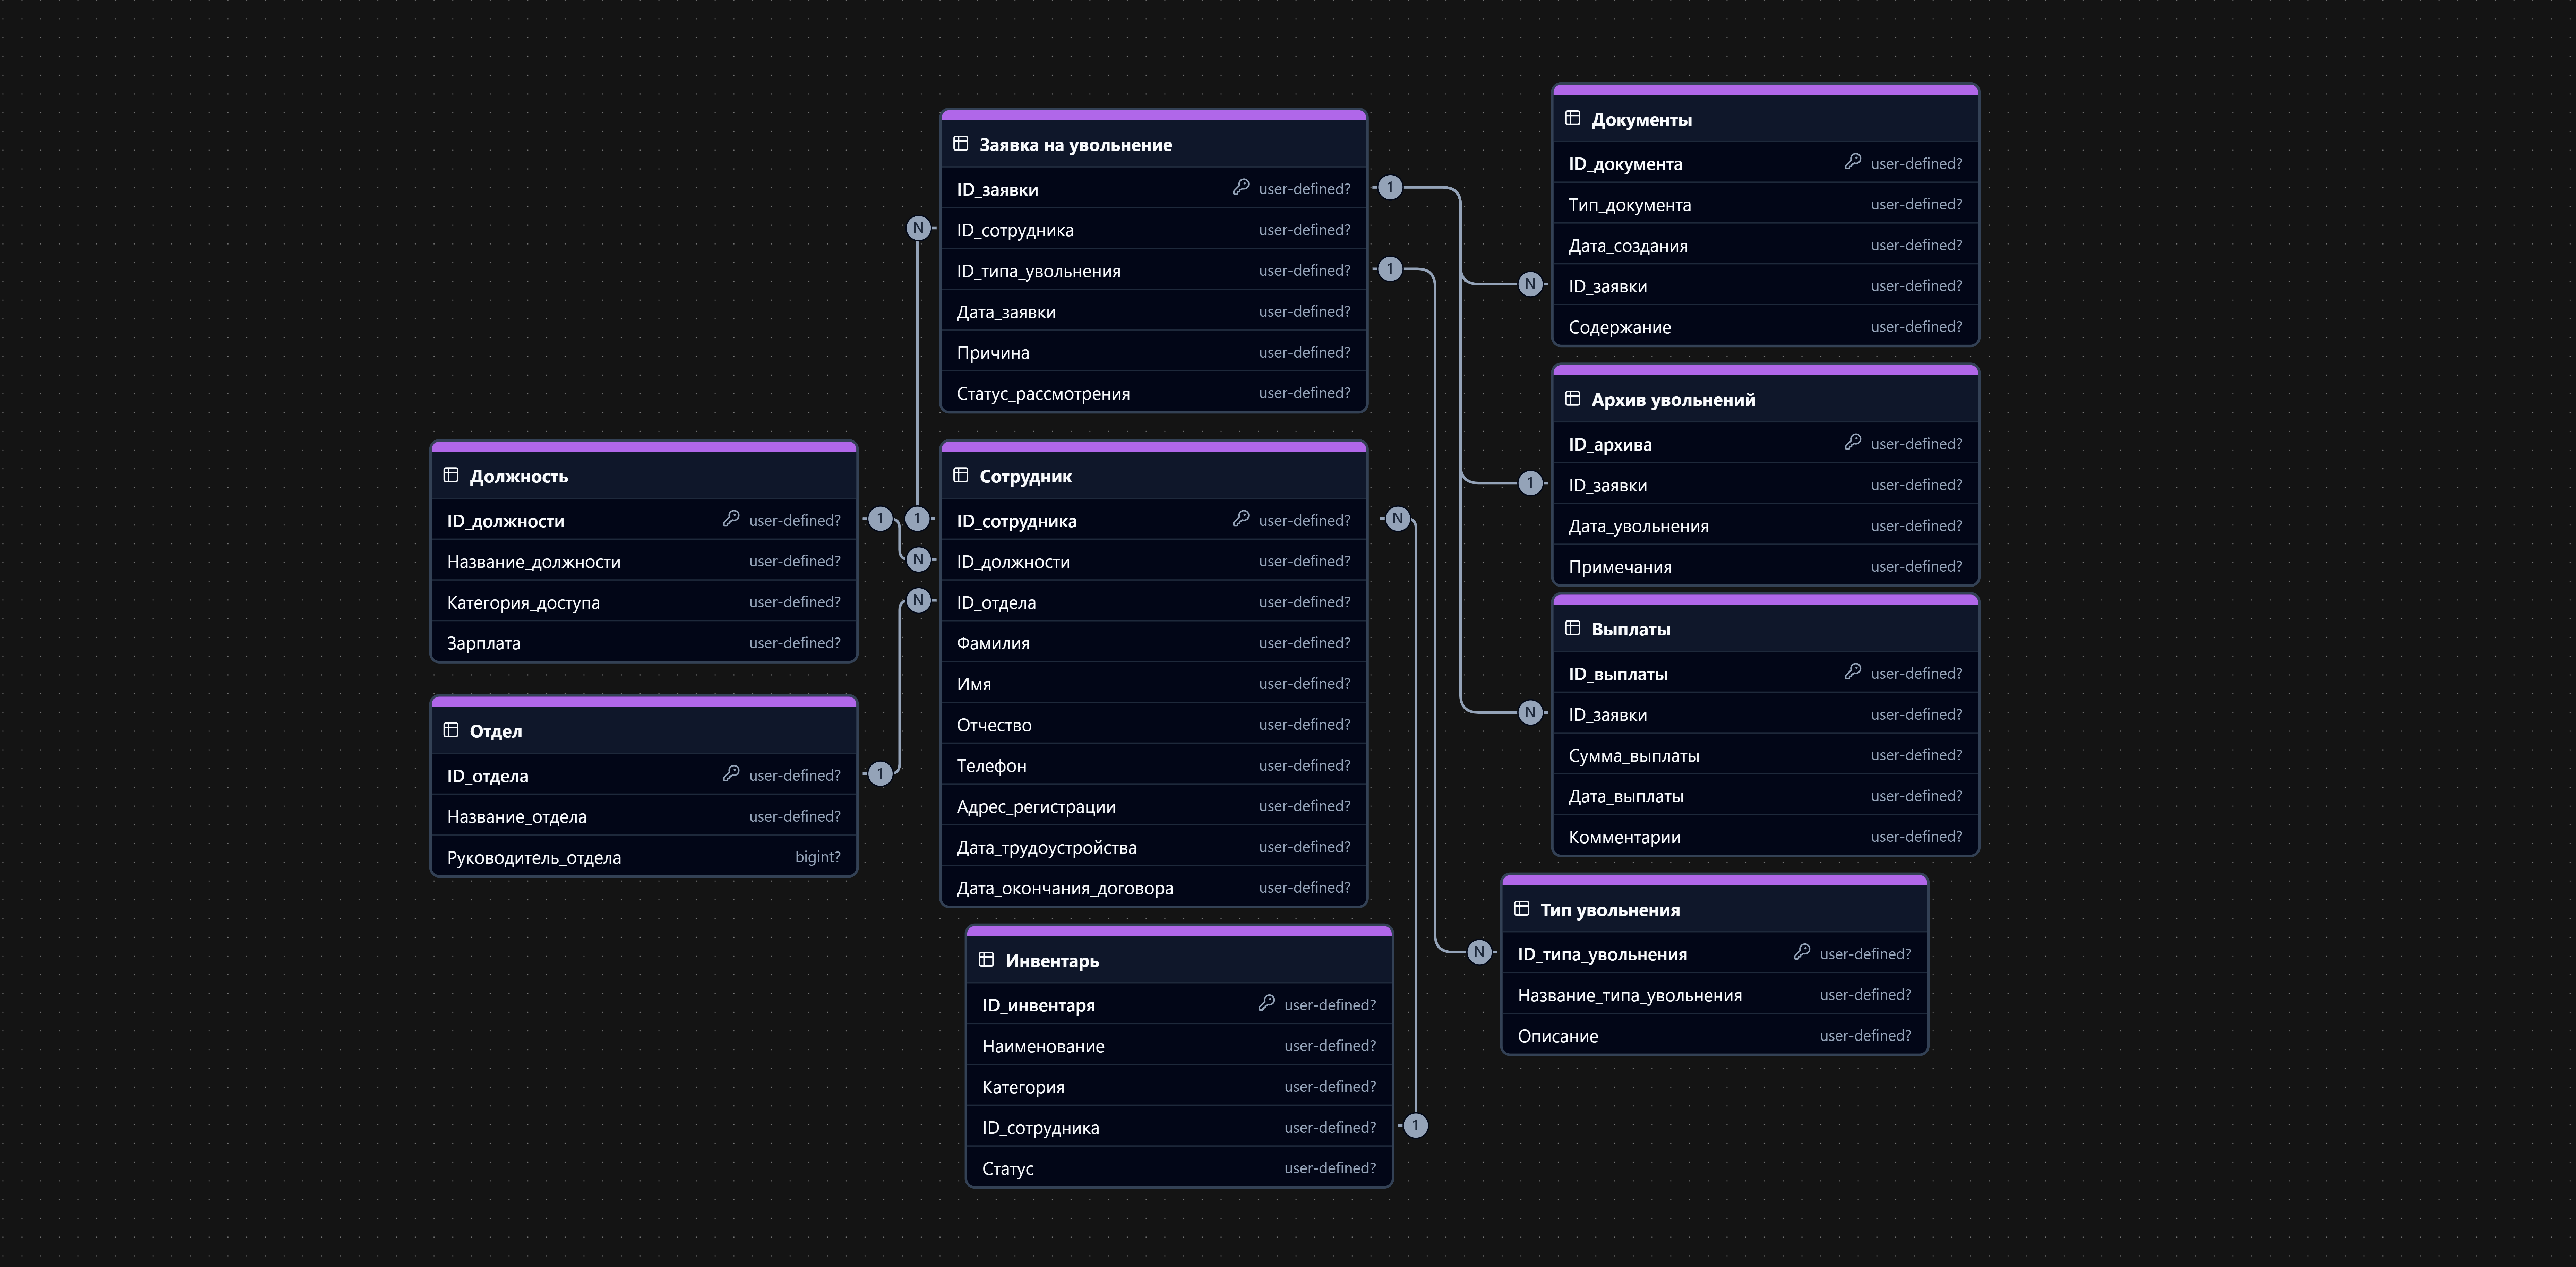 Заявка на увольнение
ID_заявки user-defined?
ID_сотрудника user-defined?
ID_типа_увольнения user-defined?
Дата_заявки user-defined?
Причина user-defined?
Статус_рассмотрения user-defined?
1
1
N
Документы
ID_документа user-defined?
Тип_документа user-defined?
Дата_создания user-defined?
ID_заявки user-defined?
Содержание user-defined?
N
Архив увольнений
ID_архива user-defined?
ID_заявки user-defined?
Дата_увольнения user-defined?
Примечания user-defined?
1
Должность
ID_должности user-defined?
Название_должности user-defined?
Категория_доступа user-defined?
Зарплата user-defined?
1
1
N
N
Сотрудник
ID_сотрудника user-defined?
ID_должности user-defined?
ID_отдела user-defined?
Фамилия user-defined?
Имя user-defined?
Отчество user-defined?
Телефон user-defined?
Адрес_регистрации user-defined?
Дата_трудоустройства user-defined?
Дата_окончания_договора user-defined?
N
Выплаты
ID_выплаты user-defined?
ID_заявки user-defined?
Сумма_выплаты user-defined?
Дата_выплаты user-defined?
Комментарии user-defined?
N
Отдел
ID_отдела user-defined?
Название_отдела user-defined?
Руководитель_отдела bigint?
1
Тип увольнения
ID_типа_увольнения user-defined?
Название_типа_увольнения user-defined?
Описание user-defined?
N
Инвентарь
ID_инвентаря user-defined?
Наименование user-defined?
Категория user-defined?
ID_сотрудника user-defined?
Статус user-defined?
1